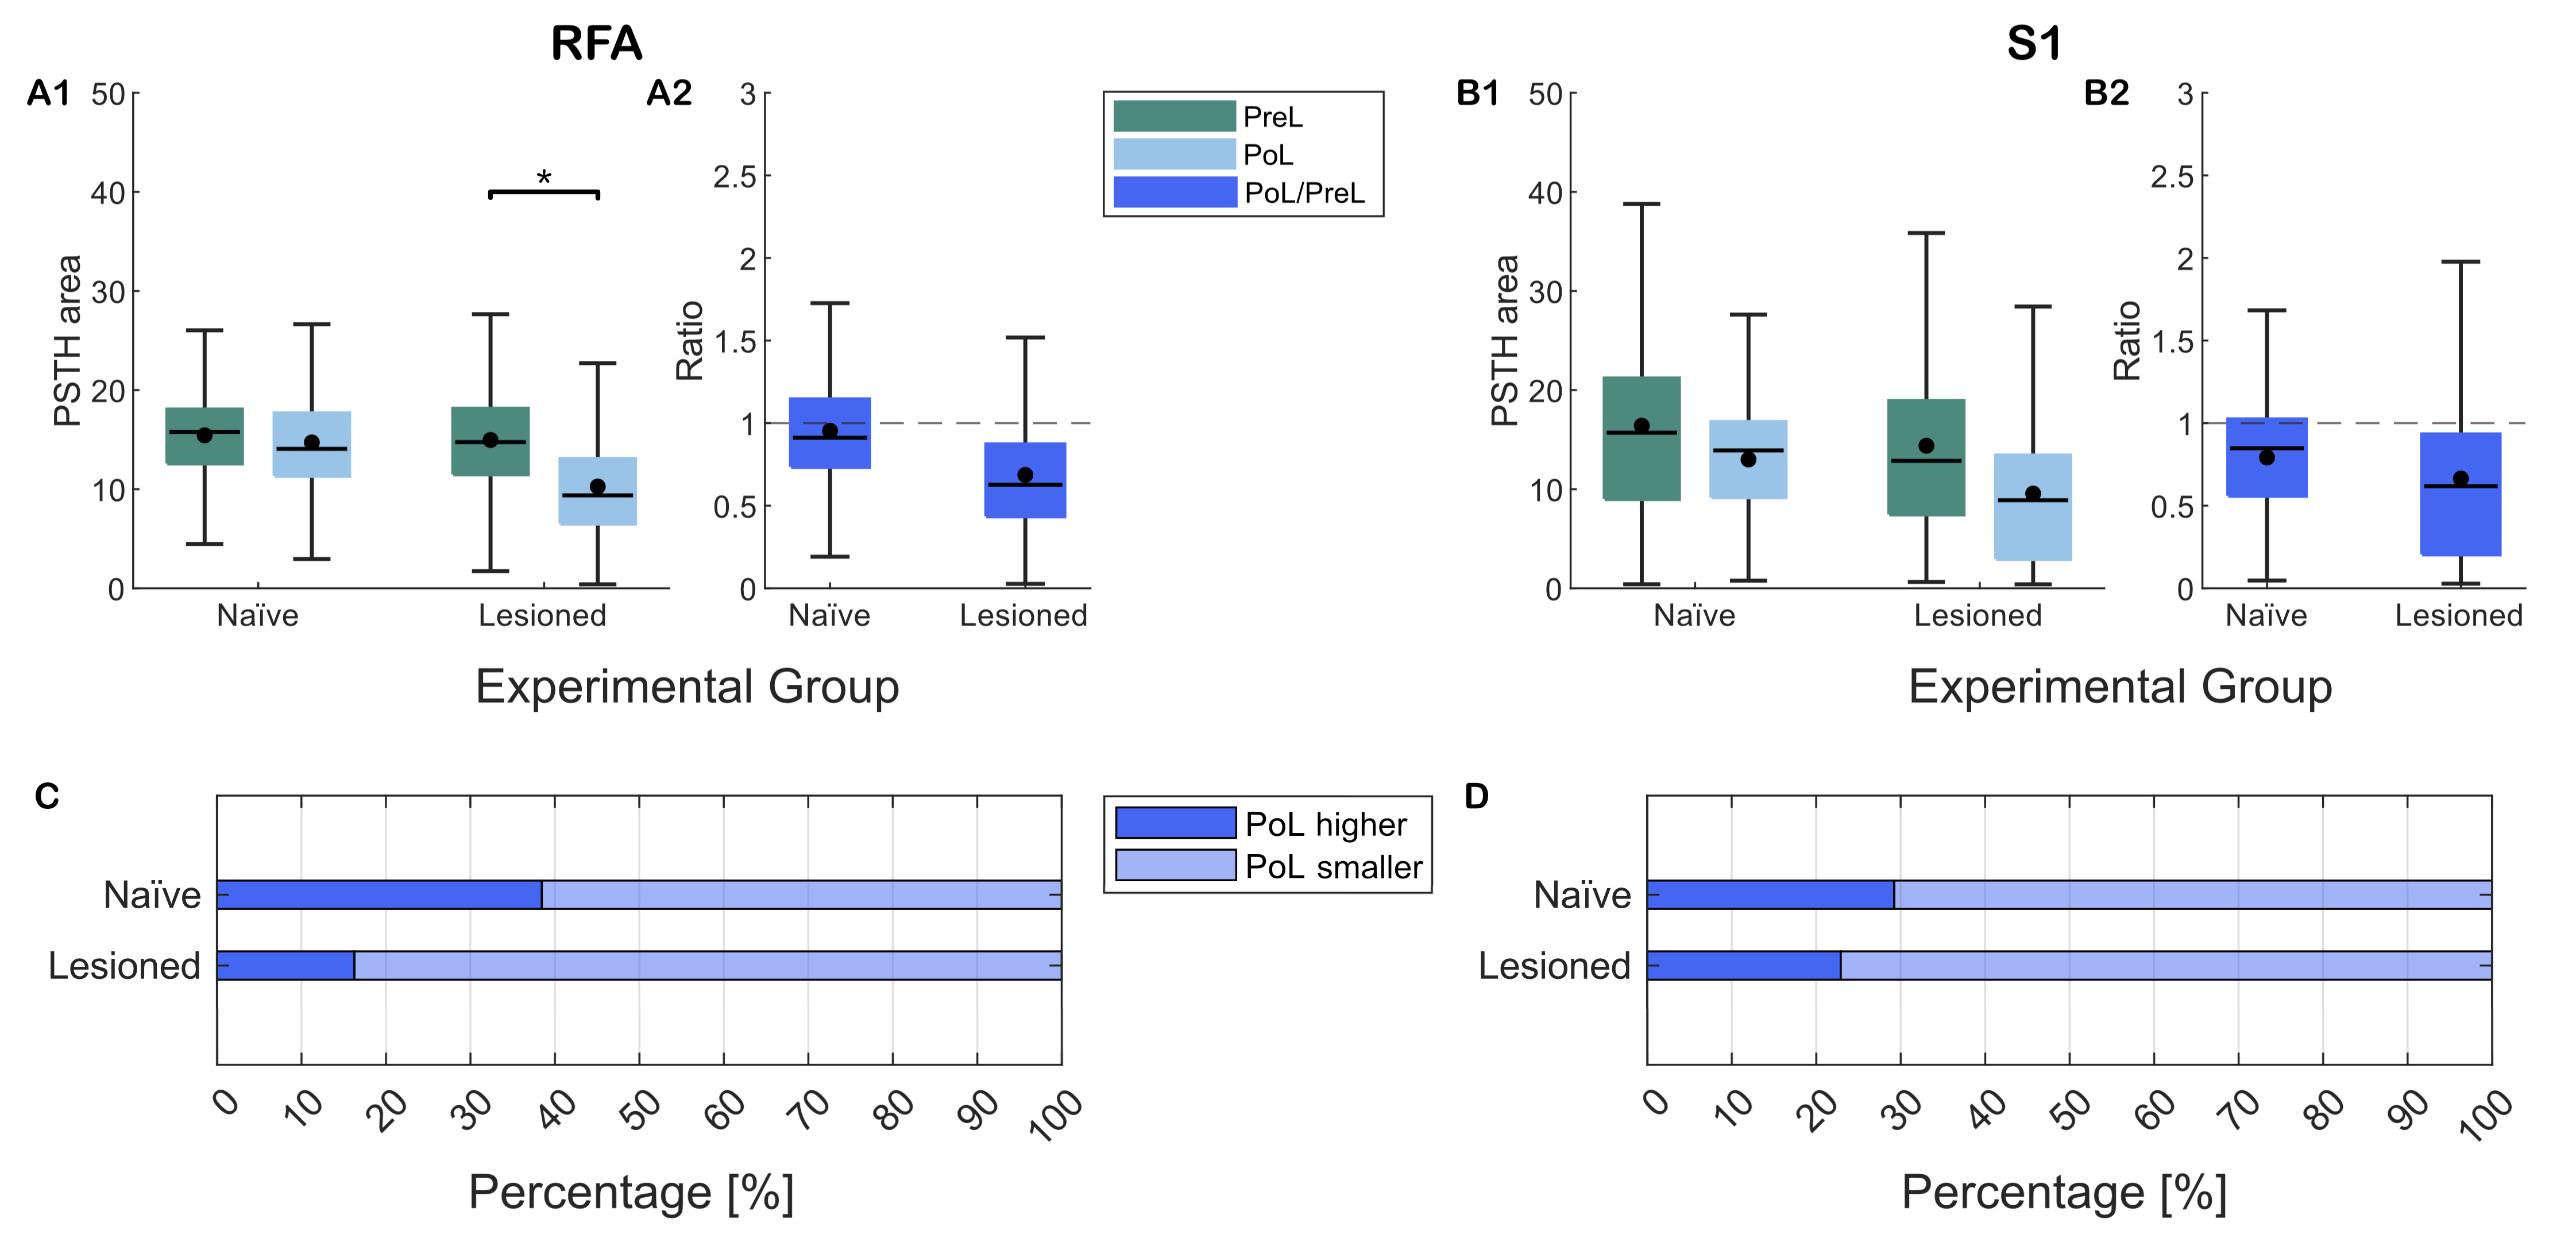 RFA
S1
A1
50
40
30
20
10
0
PSTH area
*
Naïve
Lesioned
A2
3
2.5
2
1.5
1
0.5
0
Ratio
Naïve
Lesioned
Experimental Group
PreL
PoL
PoL/PreL
B1
50
40
30
20
10
0
PSTH area
Naïve
Lesioned
B2
3
2.5
2
1.5
1
0.5
0
Ratio
Naïve
Lesioned
Experimental Group
C
Naïve
Lesioned
0 10 20 30 40 50 60 70 80 90 100
Percentage [%]
PoL higher
PoL smaller
D
Naïve
Lesioned
0 10 20 30 40 50 60 70 80 90 100
Percentage [%]